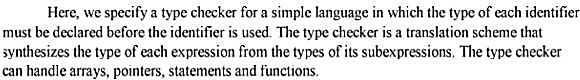 Here, we specify a type checker for a simple language in which the type of each identifier
must be declared before the identifier is used. The type checker is a translation scheme that
synthesizes the type of each expression from the types of its subexpressions. The type checker
can handle arrays, pointers, statements and functions.